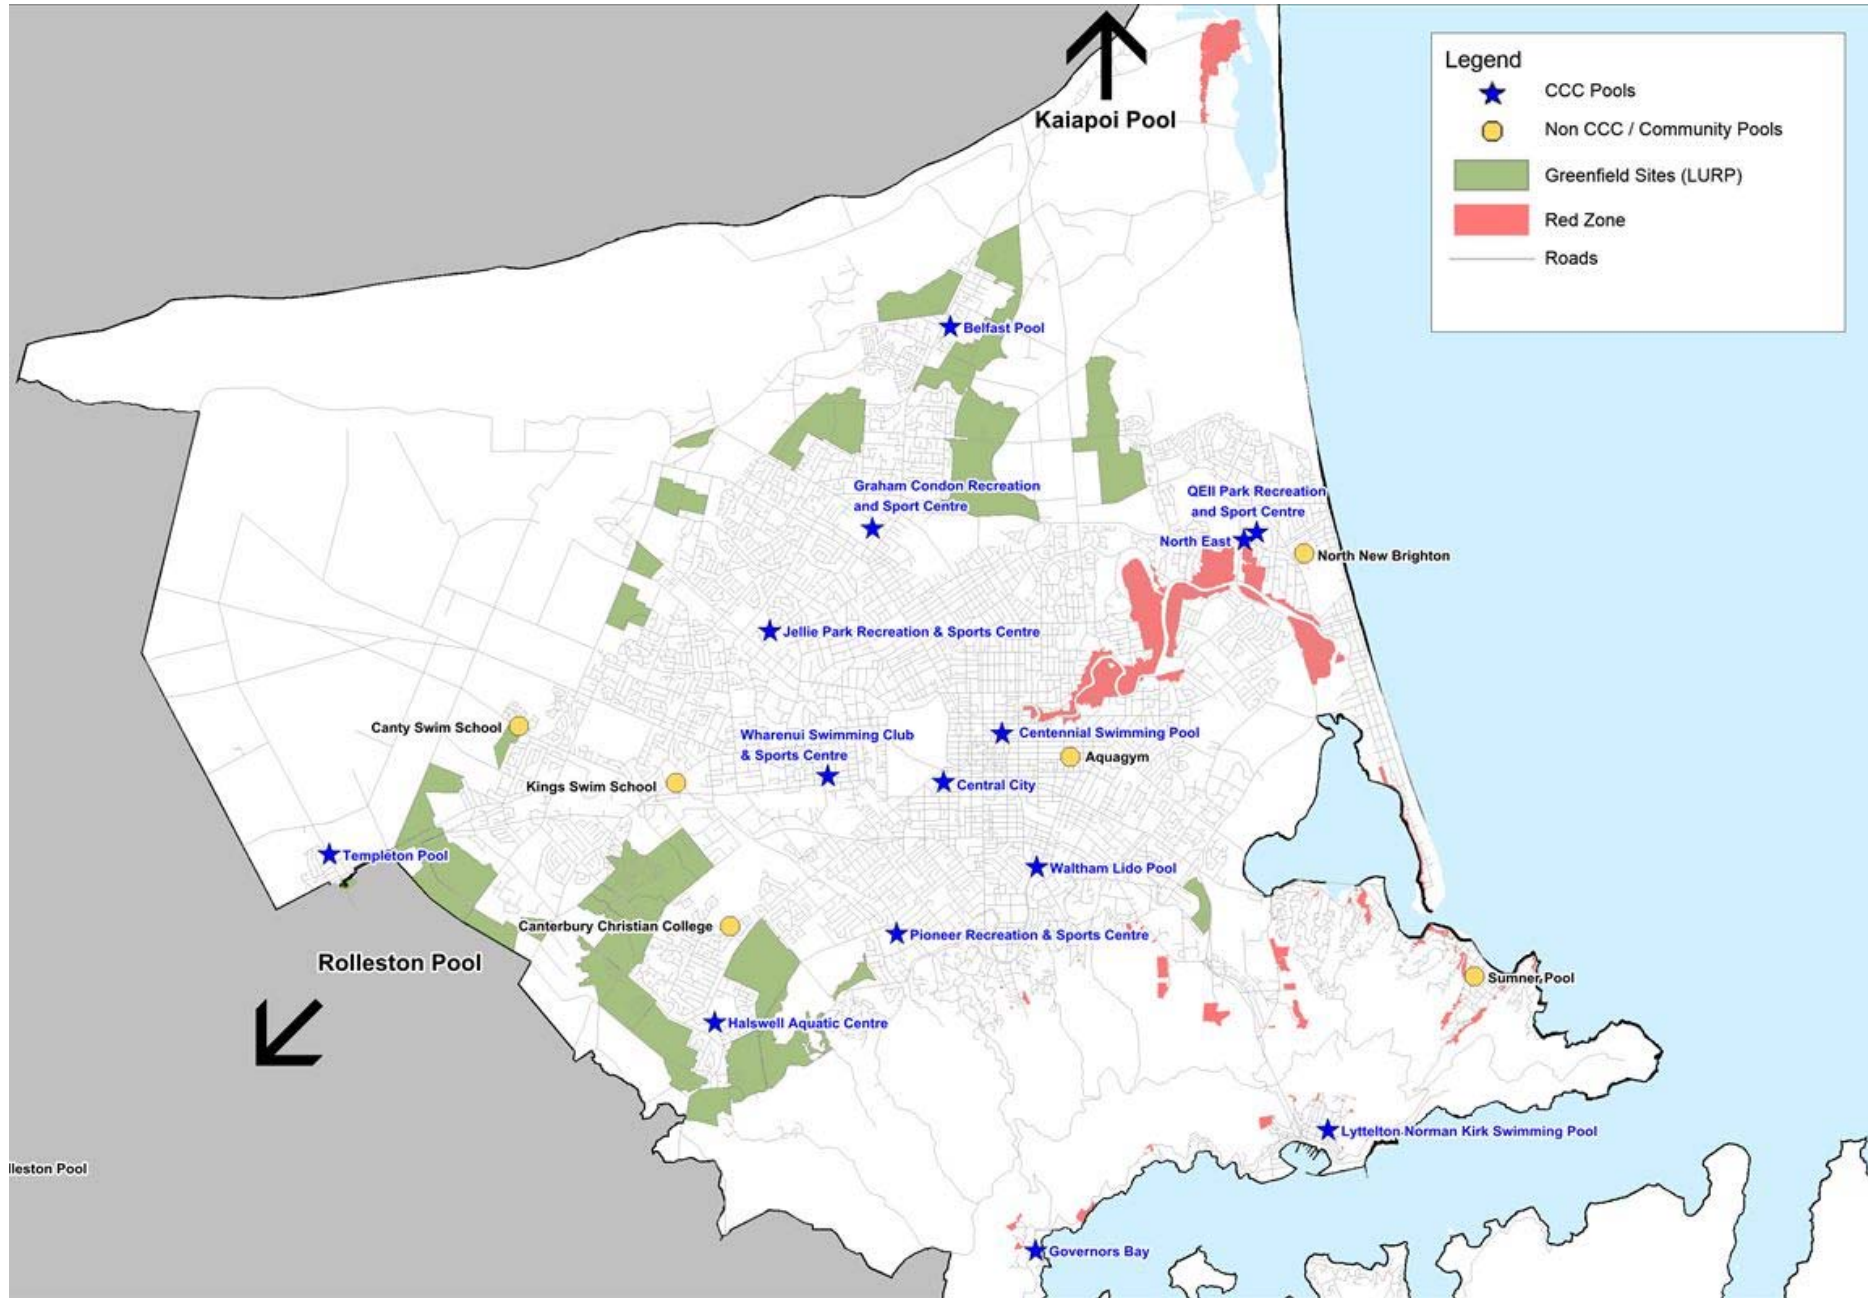 Kaiapoi Pool
Legend
CCC Pools
Non CCC / Community Pools
Greenfield Sites (LURP)
Red Zone
Roads
Belfast Pool
Graham Condon Recreation
and Sport Centre
QEII Park Recreation
and Sport Centre
North East
North New Brighton
Jellie Park Recreation & Sports Centre
Canty Swim School
Wharenui Swimming Club
& Sports Centre
Centennial Swimming Pool
Aquagym
Kings Swim School
Central City
Templeton Pool
Waltham Lido Pool
Canterbury Christian College
Pioneer Recreation & Sports Centre
Rolleston Pool
Sumner Pool
Halswell Aquatic Centre
Lyttelton Norman Kirk Swimming Pool
lleston Pool
Governors Bay